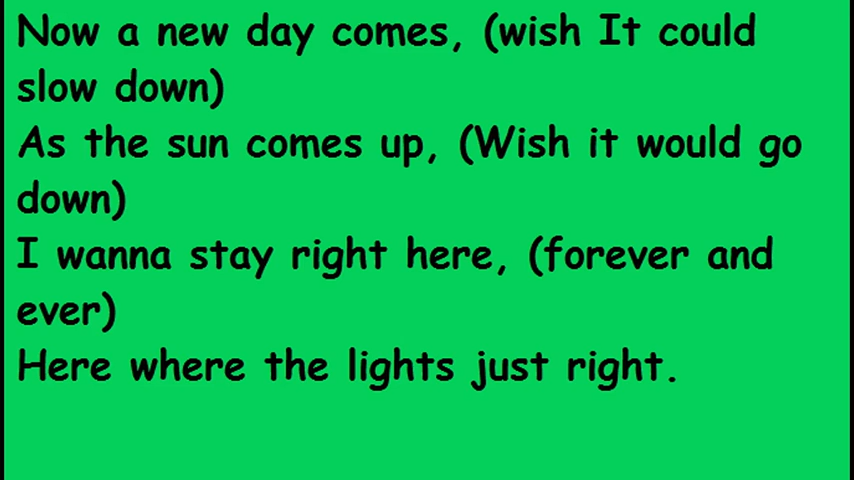 Now a new day comes, (wish It could
slow down)
As the sun comes up, (Wish it would go
down)
I wanna stay right here, (forever and
ever)
Here where the lights just right.